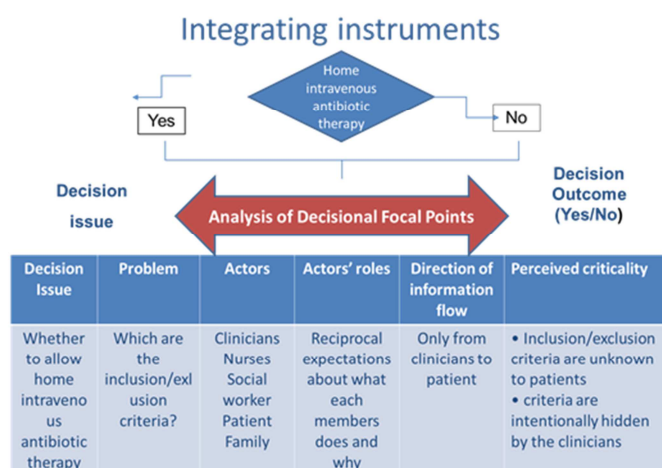 Integrating instruments
Home
intravenous
antibiotic
therapy
Yes
No
Decision
issue
Analysis of Decisional Focal Points
Decision
Outcome
(Yes/No)
Decision
Issue
Problem
Actors
Actors' roles
Direction of
information
flow
Perceived criticality
Whether
to allow
home
intraveno
us
antibiotic
therapy
Which are
the
inclusion/exl
usion
criteria?
Clinicians
Nurses
Social
worker
Patient
Family
Reciprocal
expectations
about what
each
members
does and
why
Only from
clinicians to
patient
• Inclusion/exclusion
criteria are unknown
to patients
• criteria are
intentionally hidden
by the clinicians